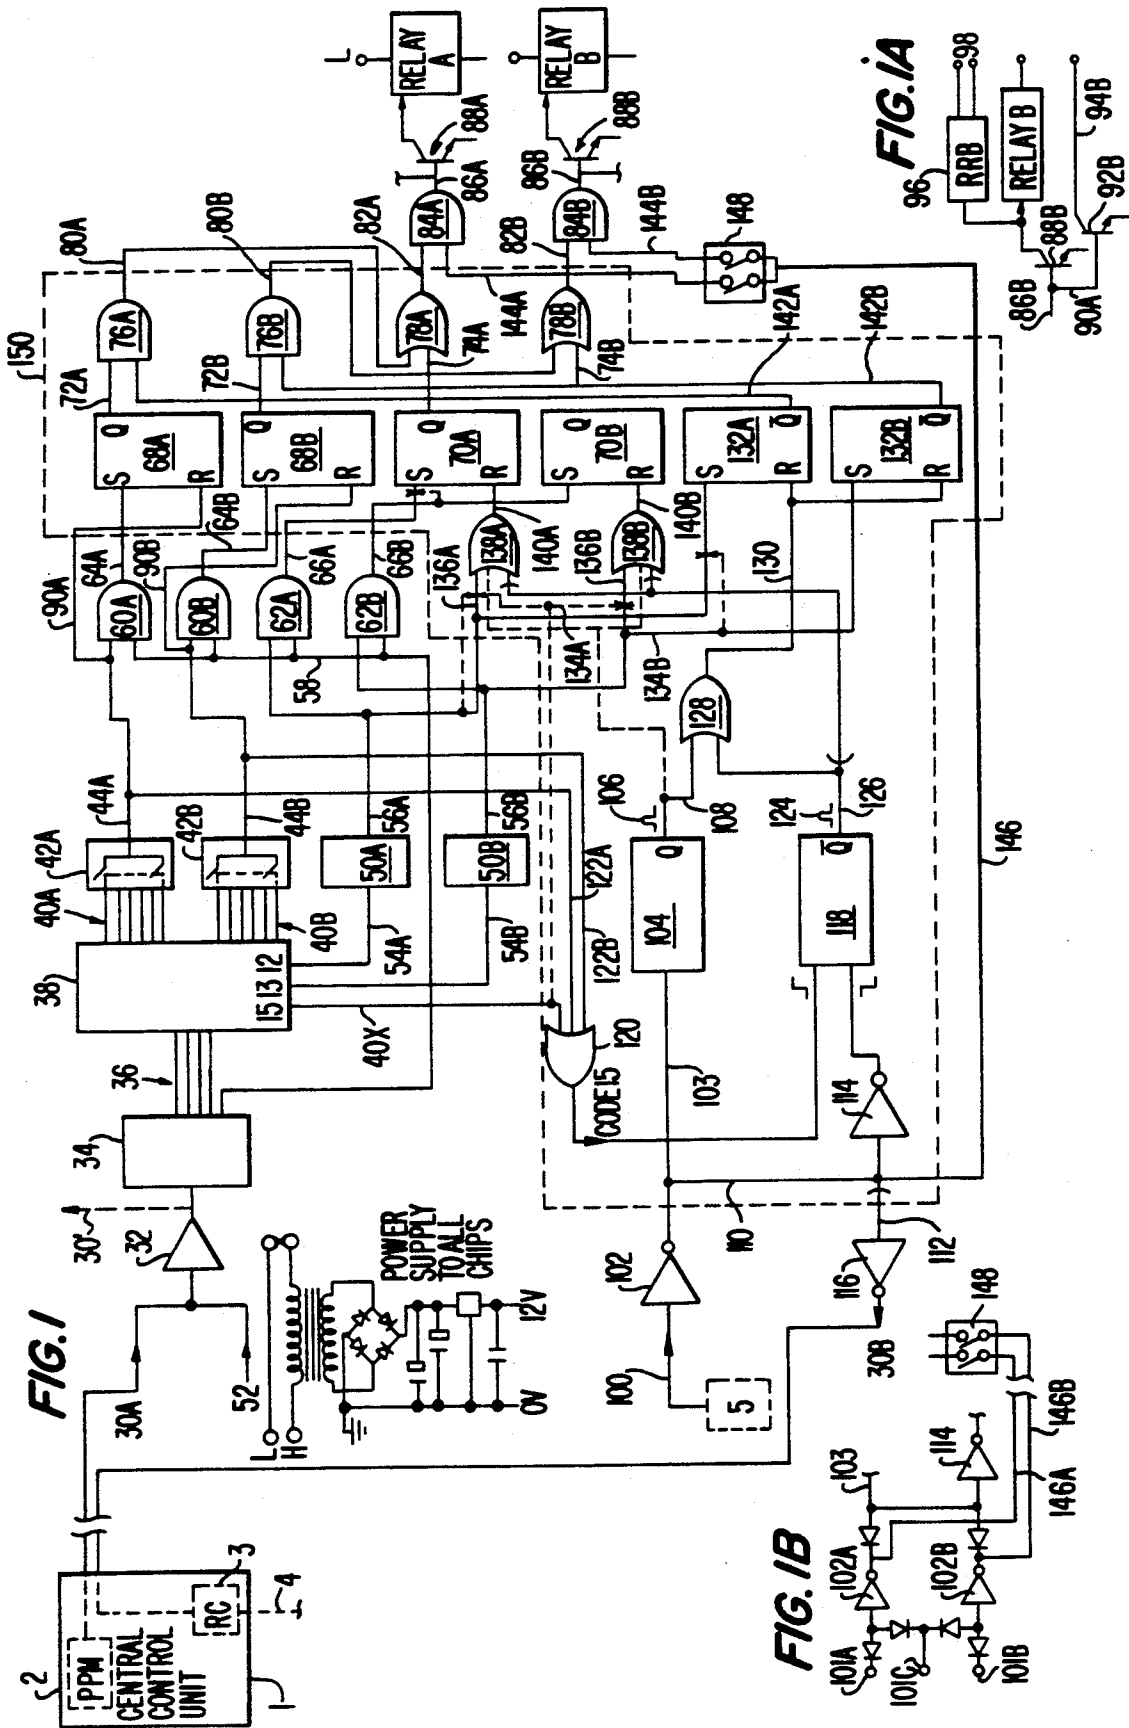 FIG. 1
2
PPM
CENTRAL
CONTROL
UNIT
1
RC
3
4
30A
52
30'
32
34
36
38
15 13 12
40A
40B
40X
42A
42B
44A
44B
50A
50B
54A
54B
56A
56B
58
L
H
POWER
SUPPLY
TO ALL
CHIPS
0V
12V
90A
60A
64A
90B
60B
64B
62A
66A
62B
66B
150
72A
S
Q
68A
R
72B
S
Q
68B
R
S
Q
70A
R
S
Q
70B
R
S
132A
R
Q̅
S
132B
R
Q̅
76A
80A
76B
80B
78A
74A
82A
78B
74B
82B
84A
86A
88A
84B
86B
88B
L
RELAY
A
RELAY
B
144A
144B
148
142A
142B
136A
138A
140A
136B
138B
140B
134A
134B
130
128
122A
122B
120
CODE 15
5
100
102
103
104
Q
106
108
110
112
114
116
118
Q̅
124
126
30B
146
FIG. 1A
96
RRB
98
RELAY B
86B
88B
90A
92B
94B
FIG. 1B
101A
101C
101B
102A
102B
103
114
148
146A
146B